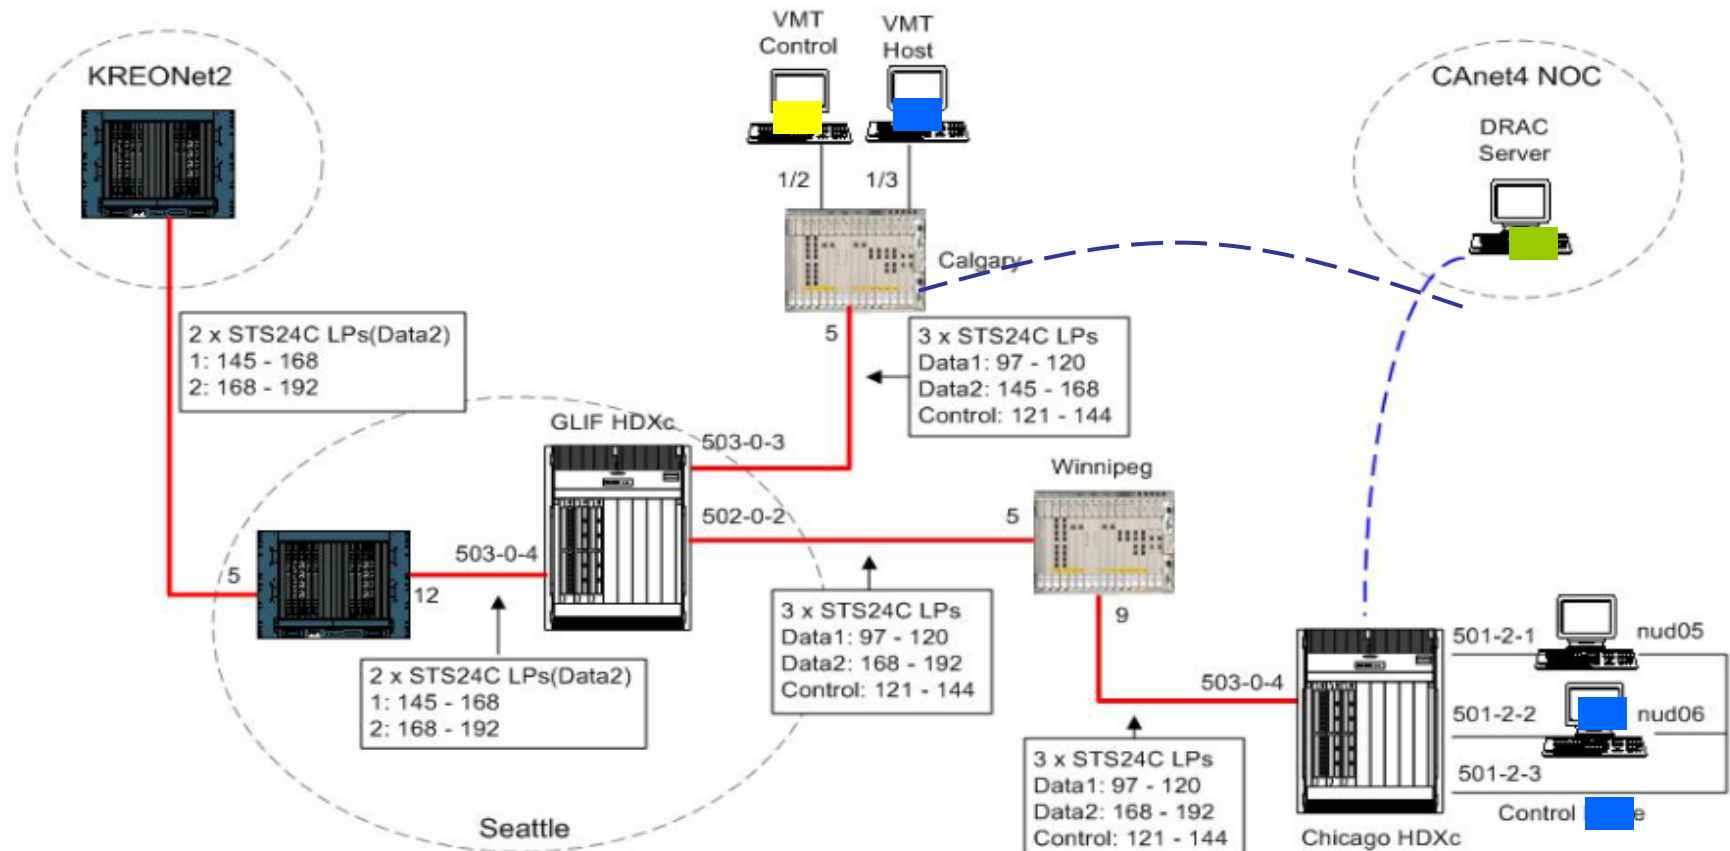 VMT
Control
VMT
Host
KREONet2
CAnet4 NOC
DRAC
Server
1/2
1/3
Calgary
2 x STS24C LPs(Data2)
1: 145 - 168
2: 168 - 192
5
3 x STS24C LPs
Data1: 97 - 120
Data2: 145 - 168
Control: 121 - 144
GLIF HDXc
503-0-3
Winnipeg
502-0-2
5
503-0-4
5
12
9
3 x STS24C LPs
Data1: 97 - 120
Data2: 168 - 192
Control: 121 - 144
2 x STS24C LPs(Data2)
1: 145 - 168
2: 168 - 192
501-2-1
nud05
503-0-4
501-2-2
nud06
501-2-3
3 x STS24C LPs
Data1: 97 - 120
Data2: 168 - 192
Control: 121 - 144
Control
Seattle
Chicago HDXc